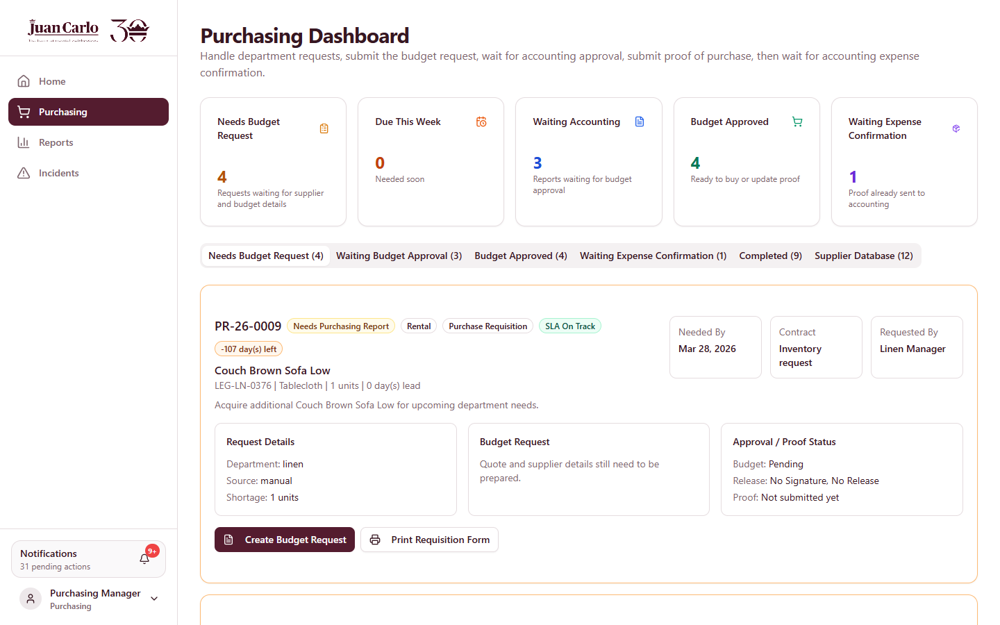 Juan Carlo 30
Home
Purchasing
Reports
Incidents
Notifications
31 pending actions
9+
Purchasing Manager
Purchasing
Purchasing Dashboard
Handle department requests, submit the budget request, wait for accounting approval, submit proof of purchase, then wait for accounting expense
confirmation.
Needs Budget
Request
4
Requests waiting for supplier
and budget details
Due This Week
0
Needed soon
Waiting Accounting
3
Reports waiting for budget
approval
Budget Approved
4
Ready to buy or update proof
Waiting Expense
Confirmation
1
Proof already sent to
accounting
Needs Budget Request (4) Waiting Budget Approval (3) Budget Approved (4) Waiting Expense Confirmation (1) Completed (9) Supplier Database (12)
PR-26-0009 Needs Purchasing Report Rental Purchase Requisition SLA On Track
-107 day(s) left
Couch Brown Sofa Low
LEG-LN-0376 | Tablecloth | 1 units | 0 day(s) lead
Acquire additional Couch Brown Sofa Low for upcoming department needs.
Needed By
Mar 28, 2026
Contract
Inventory
request
Requested By
Linen Manager
Request Details
Department: linen
Source: manual
Shortage: 1 units
Budget Request
Quote and supplier details still need to be
prepared.
Approval / Proof Status
Budget: Pending
Release: No Signature, No Release
Proof: Not submitted yet
Create Budget Request
Print Requisition Form